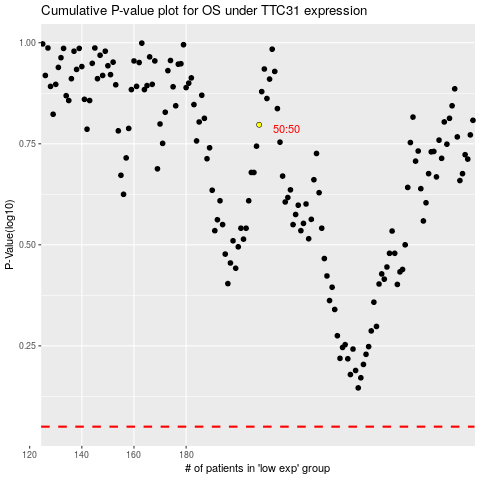 Cumulative P-value plot for OS under TTC31 expression
P-Value(log10)
1.00
0.75
0.50
0.25
50:50
120 140 160 180
# of patients in 'low exp' group